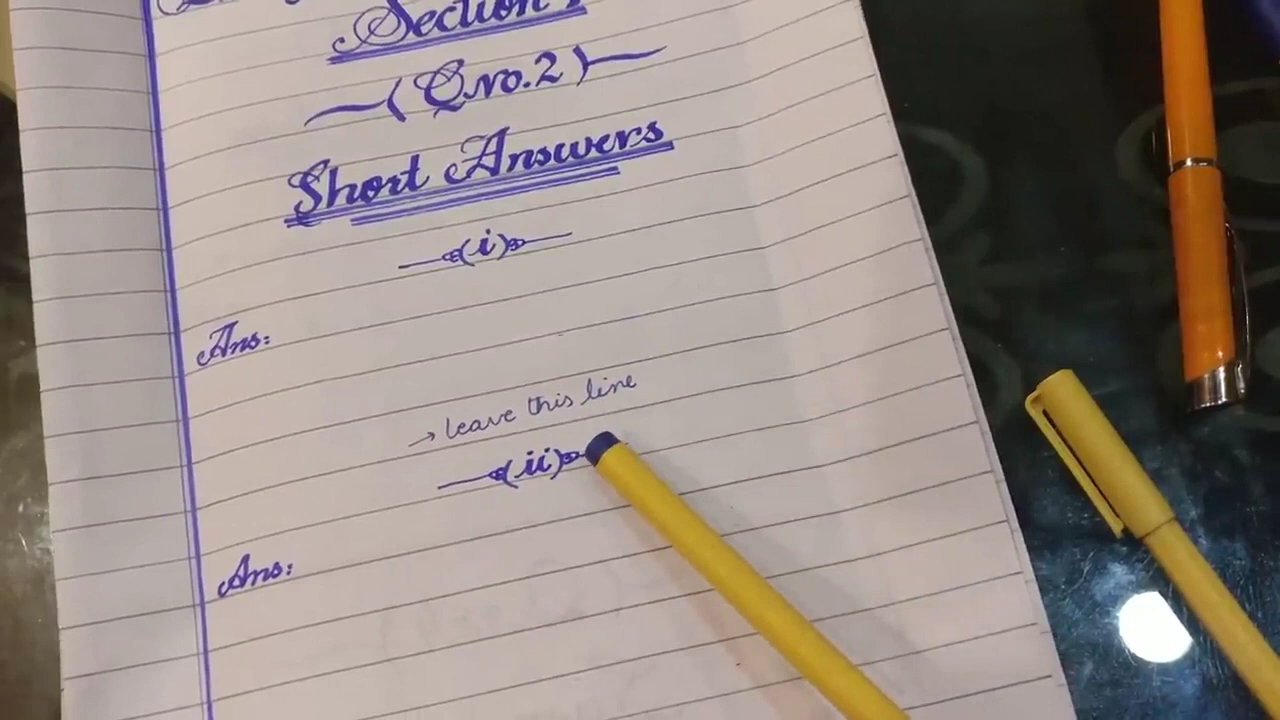 Section
(Q.No.2)
Short Answers
(i)
Ans:
→ leave this line
(ii)
Ans: